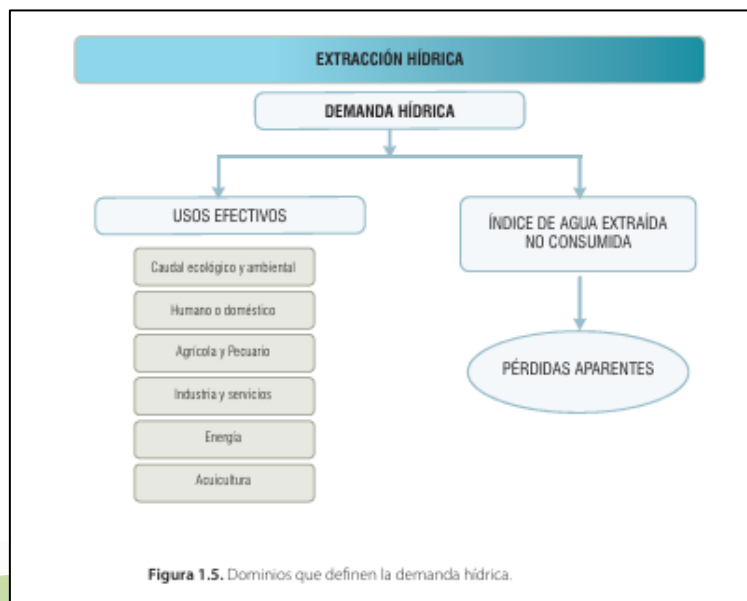 EXTRACCIÓN HÍDRICA
DEMANDA HÍDRICA
USOS EFECTIVOS
Caudal ecológico y ambiental
Humano o doméstico
Agrícola y Pecuario
Industria y servicios
Energía
Acuicultura
ÍNDICE DE AGUA EXTRAÍDA
NO CONSUMIDA
PÉRDIDAS APARENTES
Figura 1.5. Dominios que definen la demanda hídrica.